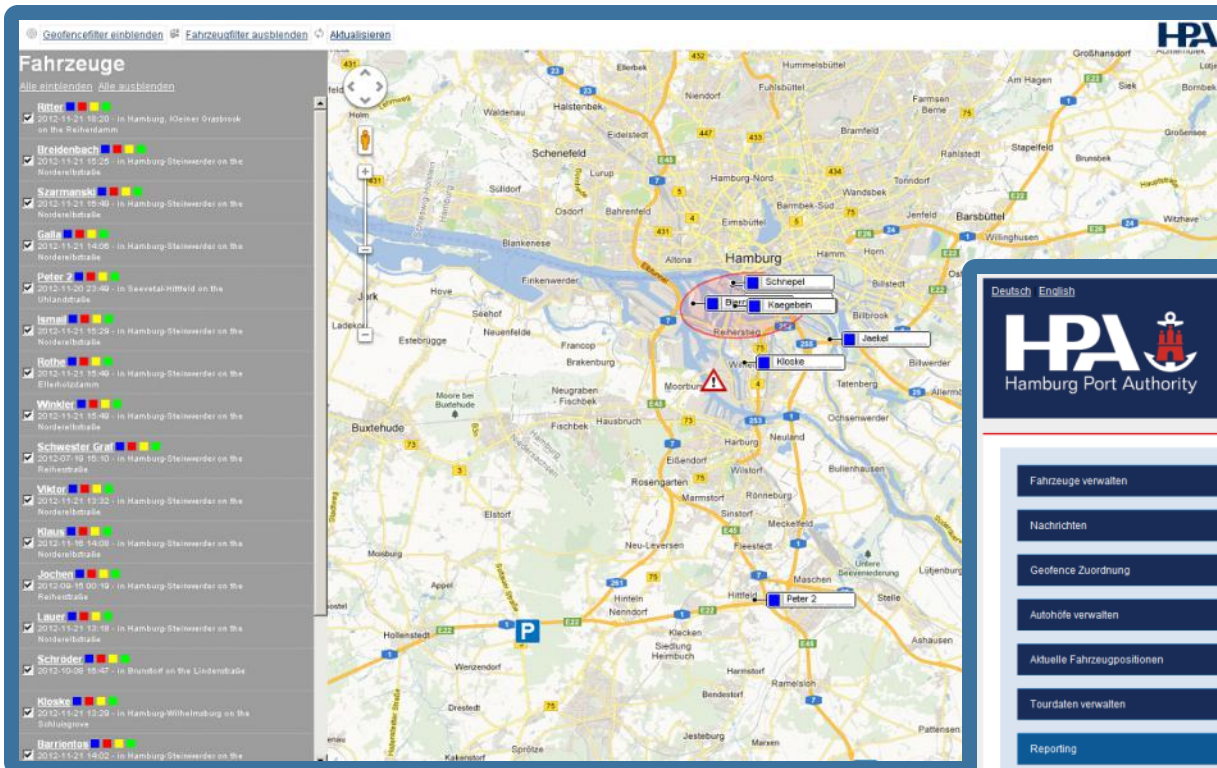 Geofencefilter einblenden Fahrzeugfilter ausblenden Aktualisieren
HPA
Fahrzeuge
Alle einblenden Alle ausblenden
Ritter
2012-11-21 18:20 - in Hamburg, Kleiner Grasbrook
on the Reiherdamm
Breidenbach
2012-11-21 15:25 - in Hamburg-Steinwerder on the
Norderelbstraße
Szarmanski
2012-11-21 15:49 - in Hamburg-Steinwerder on the
Norderelbstraße
Galla
2012-11-21 14:06 - in Hamburg-Steinwerder on the
Norderelbstraße
Peter 2
2012-11-20 23:49 - in Seevetal-Hittfeld on the
Uhlandstraße
Ismail
2012-11-21 15:29 - in Hamburg-Steinwerder on the
Norderelbstraße
Rothe
2012-11-21 15:49 - in Hamburg-Steinwerder on the
Ellerholzdamm
Winkler
2012-11-21 15:49 - in Hamburg-Steinwerder on the
Norderelbstraße
Schwester Graf
2012-07-19 15:10 - in Hamburg-Steinwerder on the
Reiherstraße
Viktor
2012-11-21 13:32 - in Hamburg-Steinwerder on the
Norderelbstraße
Klaus
2012-11-16 14:09 - in Hamburg-Steinwerder on the
Norderelbstraße
Jochen
2012-09-15 00:19 - in Hamburg-Steinwerder on the
Reiherstraße
Lauer
2012-11-21 13:18 - in Hamburg-Steinwerder on the
Norderelbstraße
Schröder
2012-10-08 15:47 - in Brunstorf on the Lindenstraße
Kloske
2012-11-21 13:29 - in Hamburg-Wilhelmsburg on the
Schluisgrove
Barrientos
2012-11-21 14:02 - in Hamburg-Steinwerder on the
Ellerbek
Hummelsbüttel
Großhansdorf
Holm
Waldenau
Halstenbek
Niendorf
Fuhlsbüttel
Farmsen
Berne
Am Hagen
Siek
Bornbek
Großensee
Eidelstedt
Bramfeld
Schenefeld
Lurup
Hamburg-Nord
Rahlstedt
Stapelfeld
Brunsbek
Sülldorf
Osdorf
Bahrenfeld
Eimsbüttel
Barmbek-Süd
Wandsbek
Tonndorf
Jenfeld
Barsbüttel
Witzhave
Willinghusen
Blankenese
Altona
Hamburg
Hamm
Horn
Finkenwerder
Schnepel
Billstedt
Jork
Hove
Kaegebein
Seehof
Billbrook
Estebrügge
Neuenfelde
Reiherstieg
Jaekel
Francop
Brakenburg
Kloske
Billwerder
Moorburg
Tatenberg
Moore bei
Buxtehude
Neugraben
- Fischbek
Ochsenwerder
Buxtehude
Fischbek
Hausbruch
Harburg
Neuland
Eißendorf
Wilstorf
Bullenhausen
Rosengarten
Marmstorf
Rönneburg
Elstorf
Sinstorf
Meckelfeld
Neu-Leversen
Fleestedt
Moisburg
Untere
Seeveniederung
Lütjenburg
Appel
Maschen
Hinteln
Hittfeld
Peter 2
Stelle
Nenndorf
Hollenstedt
P
Klecken
Siedlung
Heimbuch
Ashausen
Wenzendorf
Harmstorf
Ramelsloh
Bendestorf
Drestedt
Jesteburg
Marxen
Pattensen
Sprötze
Kakenstorf
Deutsch English
HPA
Hamburg Port Authority
Fahrzeuge verwalten
Nachrichten
Geofence Zuordnung
Autohöfe verwalten
Aktuelle Fahrzeugpositionen
Tourdaten verwalten
Reporting